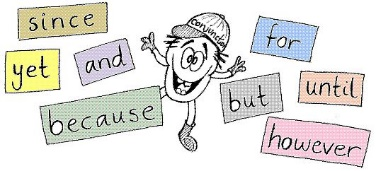 since
yet
and
because
for
but
until
however